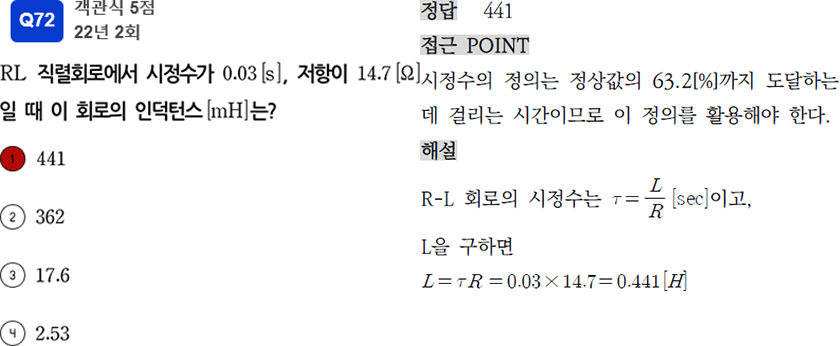 Q72
객관식 5점
22년 2회
RL 직렬회로에서 시정수가 0.03[s], 저항이 14.7[Ω]
일 때 이 회로의 인덕턴스[mH]는?
1 441
2 362
3 17.6
4 2.53
정답 441
접근 POINT
시정수의 정의는 정상값의 63.2[%]까지 도달하는
데 걸리는 시간이므로 이 정의를 활용해야 한다.
해설
R-L 회로의 시정수는 τ = L/R [sec]이고,
L을 구하면
L = τR = 0.03 × 14.7 = 0.441[H]